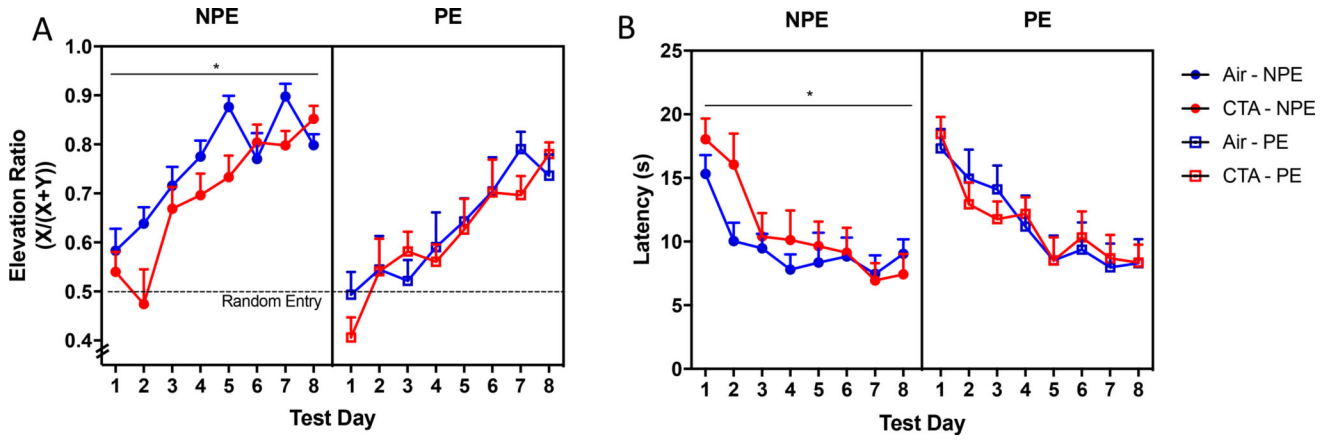 A
NPE
PE
Elevation Ratio
(X/(X+Y))
1.0
0.9
0.8
0.7
0.6
0.5
0.4
*
Random Entry
1 2 3 4 5 6 7 8
1 2 3 4 5 6 7 8
Test Day
B
NPE
PE
Latency (s)
25
20
15
10
5
0
*
1 2 3 4 5 6 7 8
1 2 3 4 5 6 7 8
Test Day
Air - NPE
CTA - NPE
Air - PE
CTA - PE